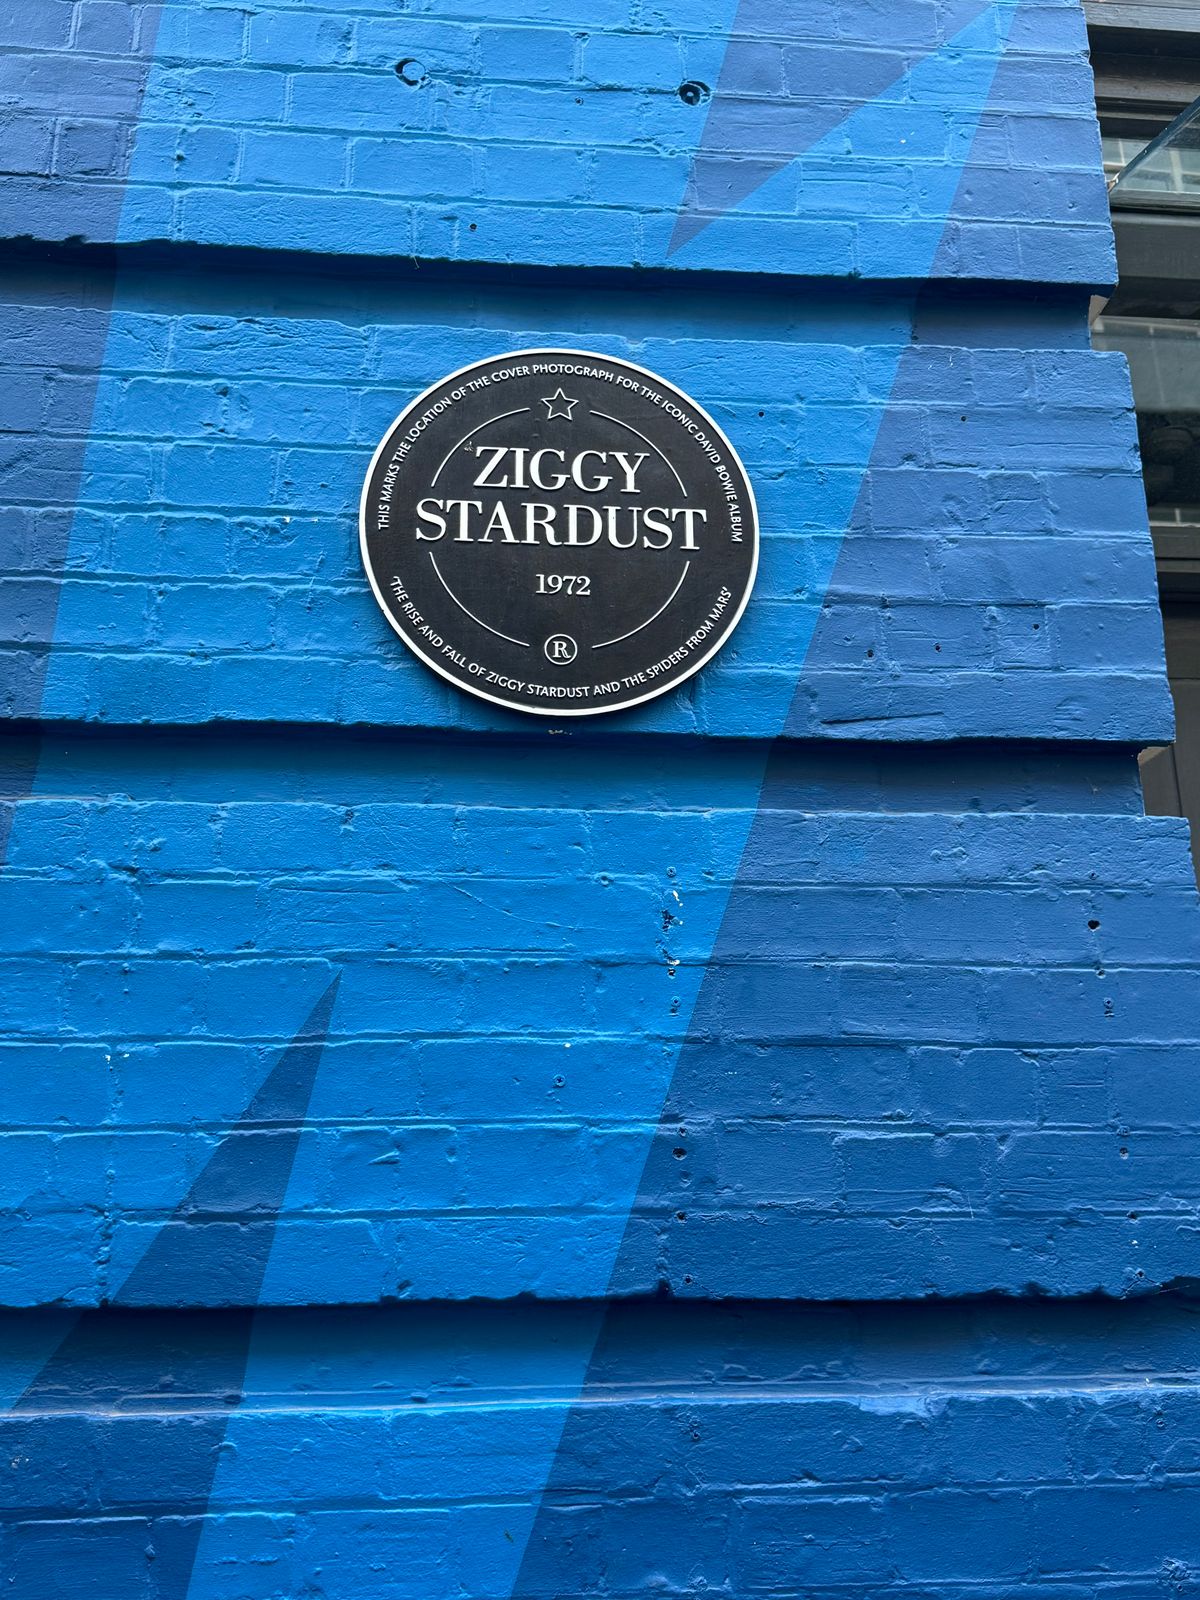 THIS MARKS THE LOCATION OF THE COVER PHOTOGRAPH FOR THE ICONIC DAVID BOWIE ALBUM
ZIGGY
STARDUST
1972
R
'THE RISE AND FALL OF ZIGGY STARDUST AND THE SPIDERS FROM MARS'